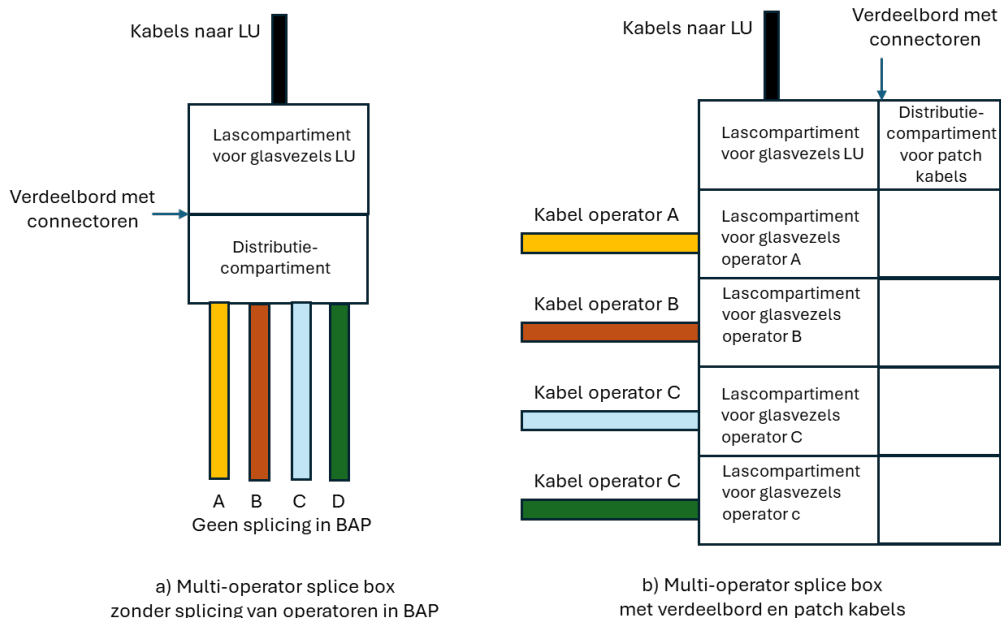 Kabels naar LU
Lascompartiment
voor glasvezels LU
Verdeelbord met
connectoren
Distributie-
compartiment
A B C D
Geen splicing in BAP
a) Multi-operator splice box
zonder splicing van operatoren in BAP
Verdeelbord met
connectoren
Kabels naar LU
Lascompartiment
voor glasvezels LU
Distributie-
compartiment
voor patch
kabels
Kabel operator A
Lascompartiment
voor glasvezels
operator A
Kabel operator B
Lascompartiment
voor glasvezels
operator B
Kabel operator C
Lascompartiment
voor glasvezels
operator C
Kabel operator C
Lascompartiment
voor glasvezels
operator c
b) Multi-operator splice box
met verdeelbord en patch kabels